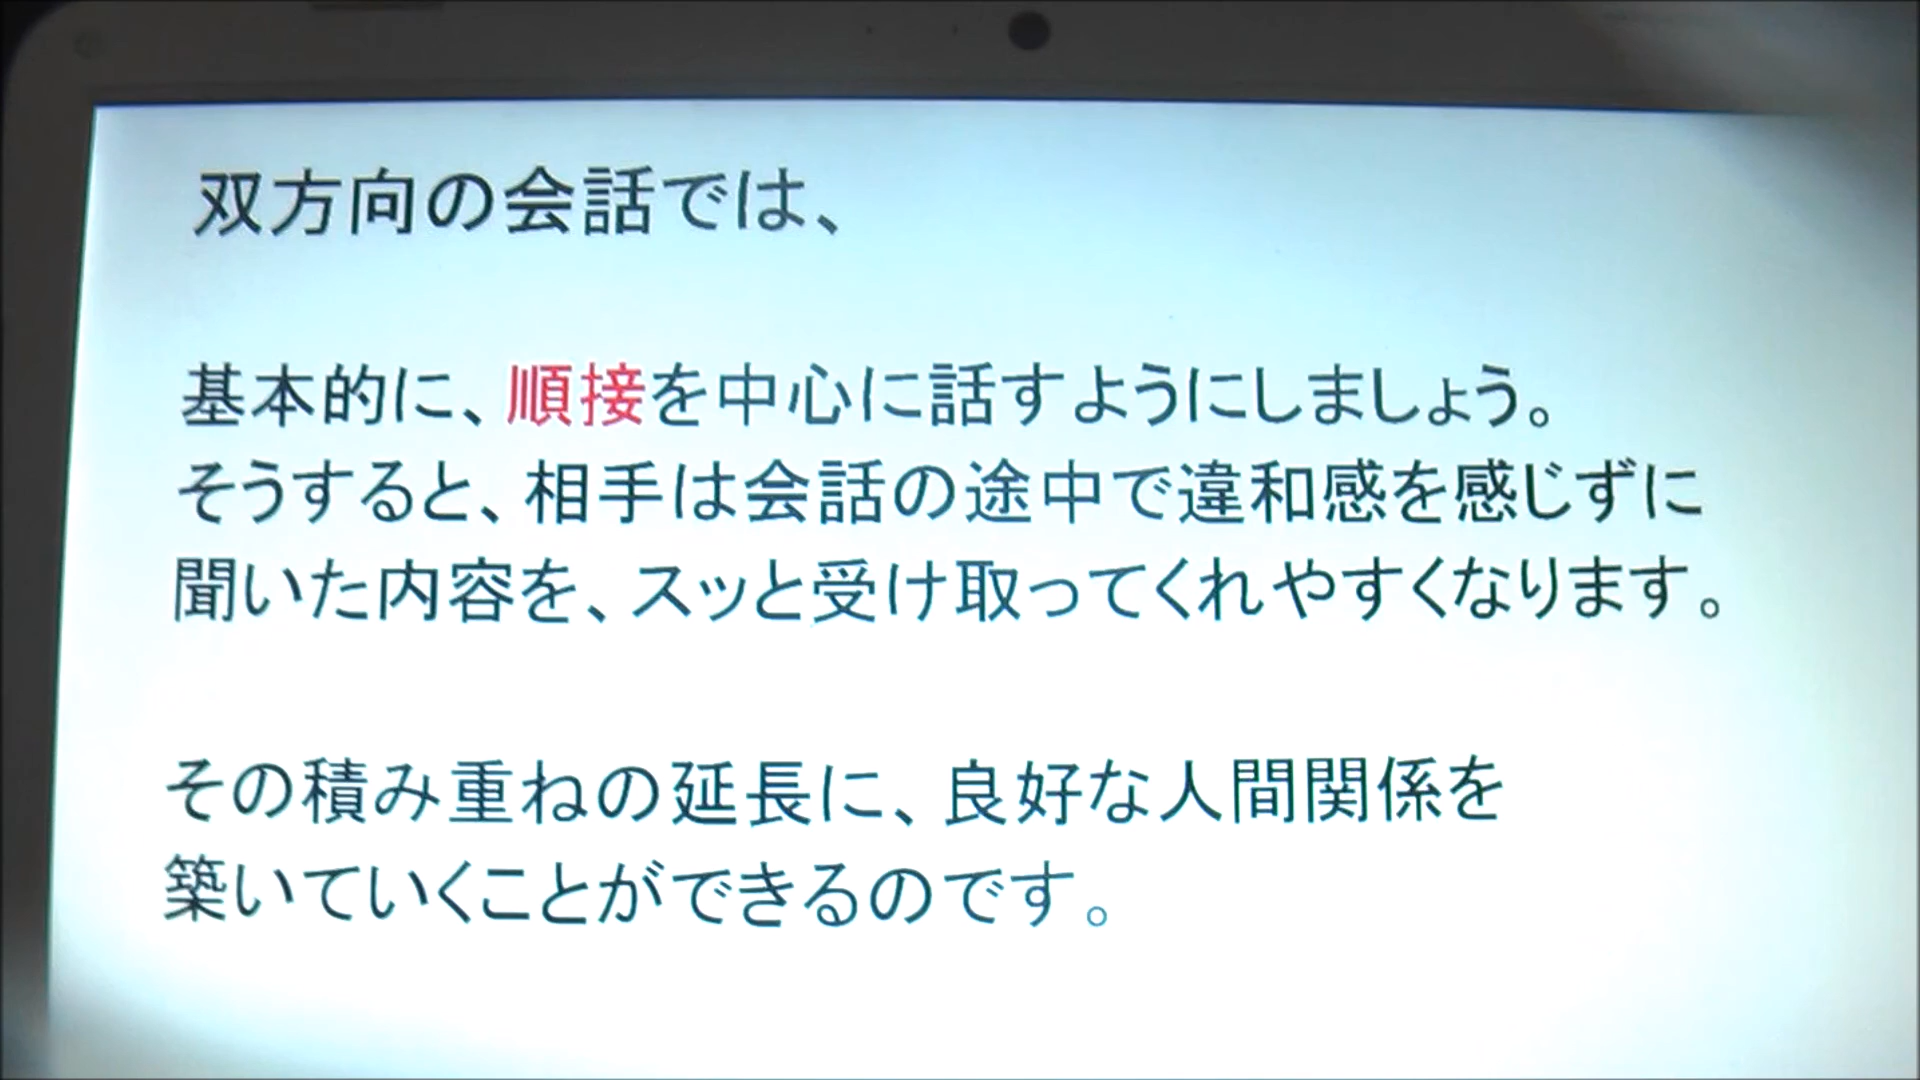 双方向の会話では、
基本的に、順接を中心に話すようにしましょう。
そうすると、相手は会話の途中で違和感を感じずに
聞いた内容を、スッと受け取ってくれやすくなります。
その積み重ねの延長に、良好な人間関係を
築いていくことができるのです。